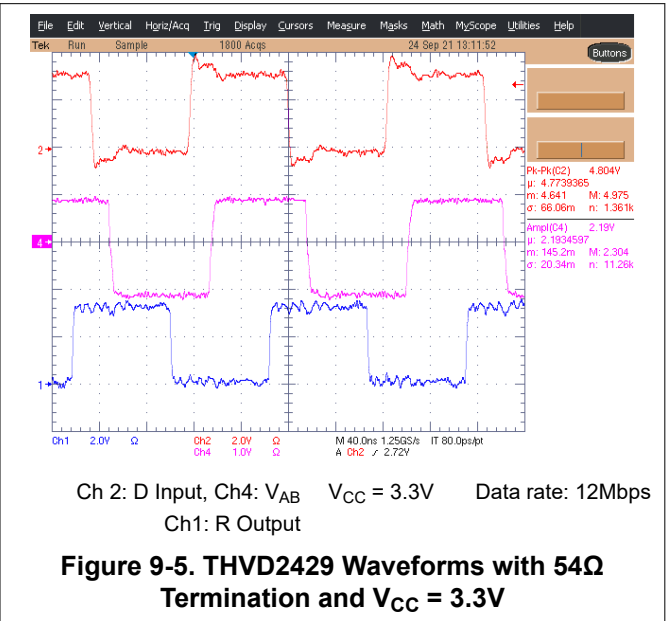 File Edit Vertical Horiz/Acq Trig Display Cursors Measure Masks Math MyScope Utilities Help
Tek Run Sample 1800 Acqs 24 Sep 21 13:11:52
Buttons
2
Pk-Pk(C2) 4.804V
µ: 4.7739365
m: 4.641 M: 4.975
σ: 66.06m n: 1.361k
Ampl(C4) 2.19V
µ: 2.1934597
m: 145.2m M: 2.304
σ: 20.34m n: 11.26k
4
1
Ch1 2.0V Ω Ch2 2.0V Ω M 40.0ns 1.25GS/s IT 80.0ps/pt
Ch4 1.0V Ω A Ch2 ∕ 2.72V
Ch 2: D Input, Ch4: V_AB V_CC = 3.3V Data rate: 12Mbps
Ch1: R Output
Figure 9-5. THVD2429 Waveforms with 54Ω
Termination and V_CC = 3.3V